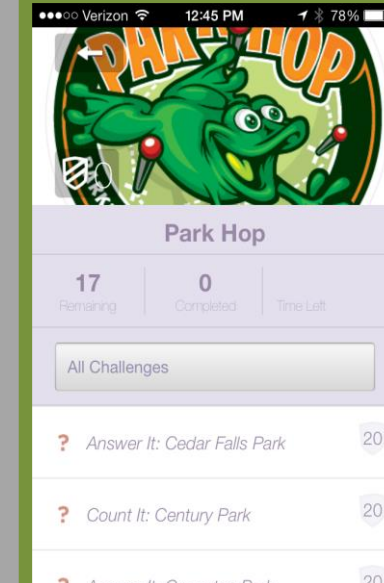 ●●●○○ Verizon 12:45 PM 78%
PARK HOP
0
Park Hop
17 0
Remaining Completed Time Left
All Challenges
? Answer It: Cedar Falls Park 20
? Count It: Century Park 20